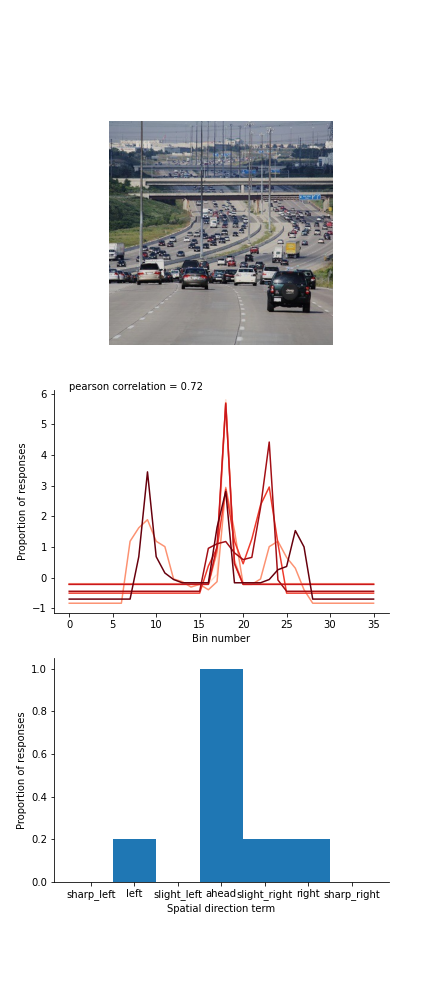 pearson correlation = 0.72
6
5
4
3
2
1
0
−1
Proportion of responses
0 5 10 15 20 25 30 35
Bin number
1.0
0.8
0.6
0.4
0.2
0.0
Proportion of responses
sharp_left left slight_left ahead slight_right right sharp_right
Spatial direction term